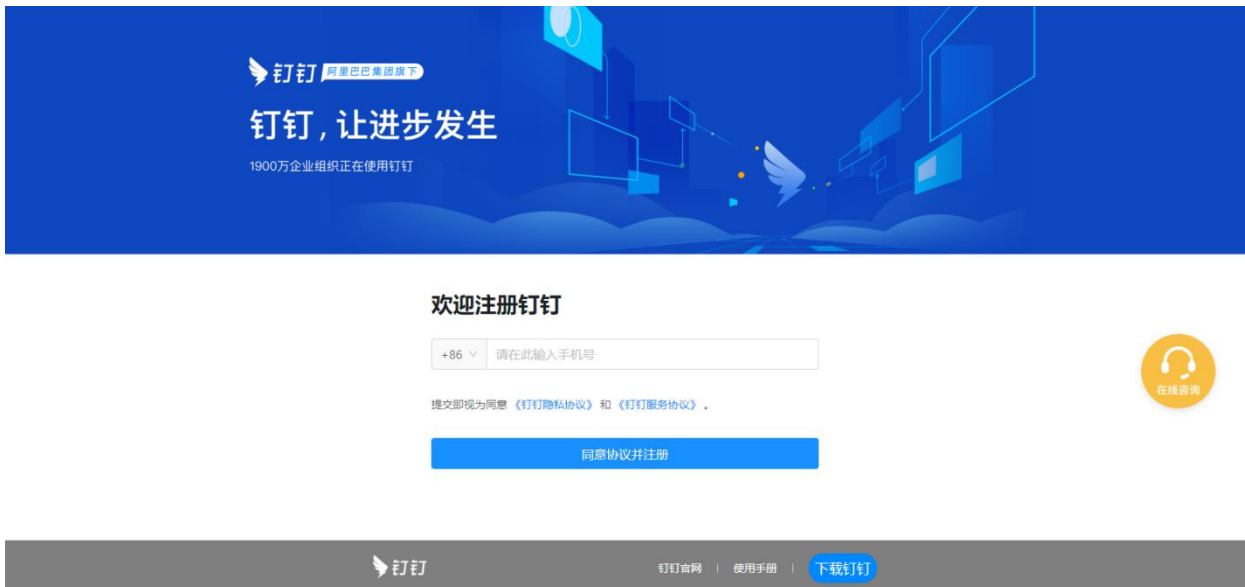 钉钉 阿里巴巴集团旗下
钉钉,让进步发生
1900万企业组织正在使用钉钉
欢迎注册钉钉
+86 请在此输入手机号
提交即视为同意《钉钉隐私协议》和《钉钉服务协议》。
同意协议并注册
在线咨询
钉钉 钉钉官网 | 使用手册 | 下载钉钉